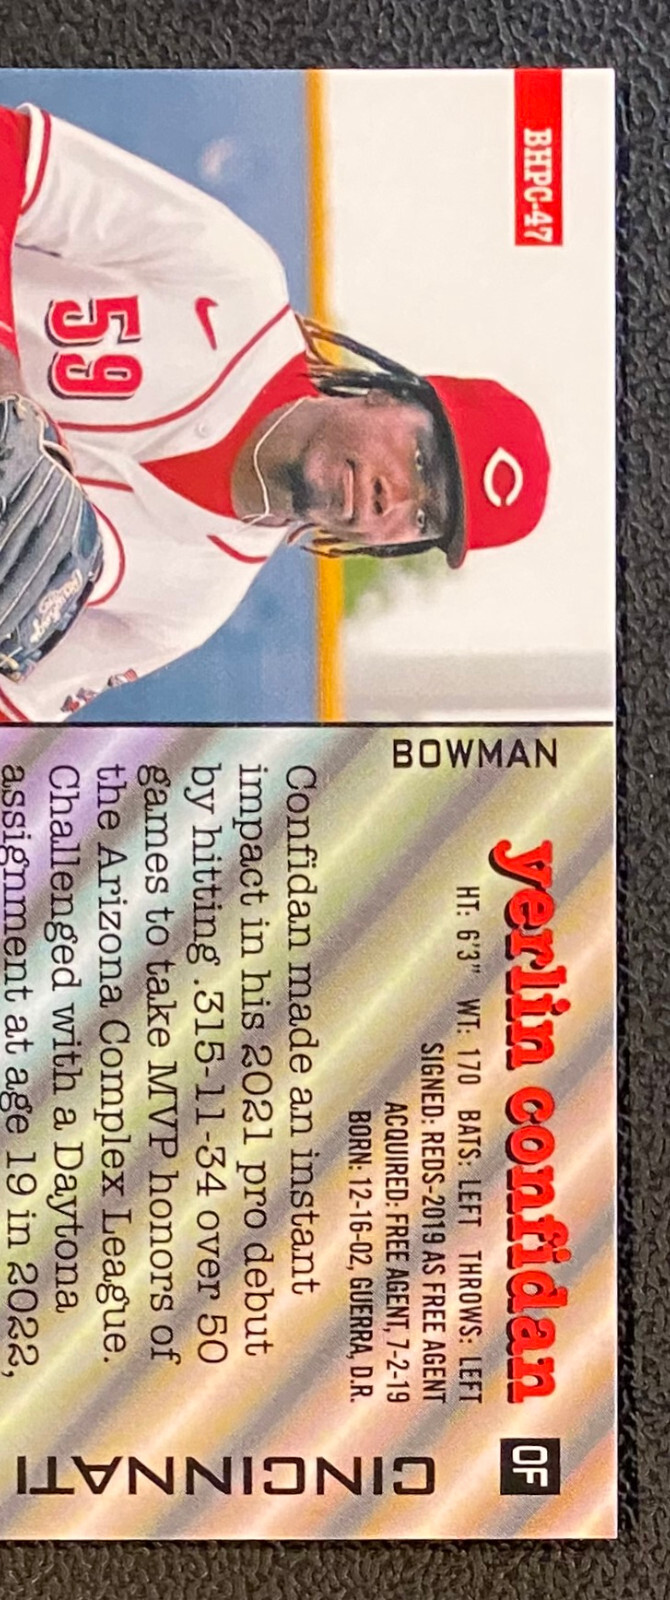 BHPC-47
C
59
Rawlings
BOWMAN
yerlin confidan
OF
HT: 6'3" WT: 170 BATS: LEFT THROWS: LEFT
SIGNED: REDS-2019 AS FREE AGENT
ACQUIRED: FREE AGENT, 7-2-19
BORN: 12-16-02, GUERRA, D.R.
Confidan made an instant
impact in his 2021 pro debut
by hitting .315-11-34 over 50
games to take MVP honors of
the Arizona Complex League.
Challenged with a Daytona
assignment at age 19 in 2022,
CINCINNATI